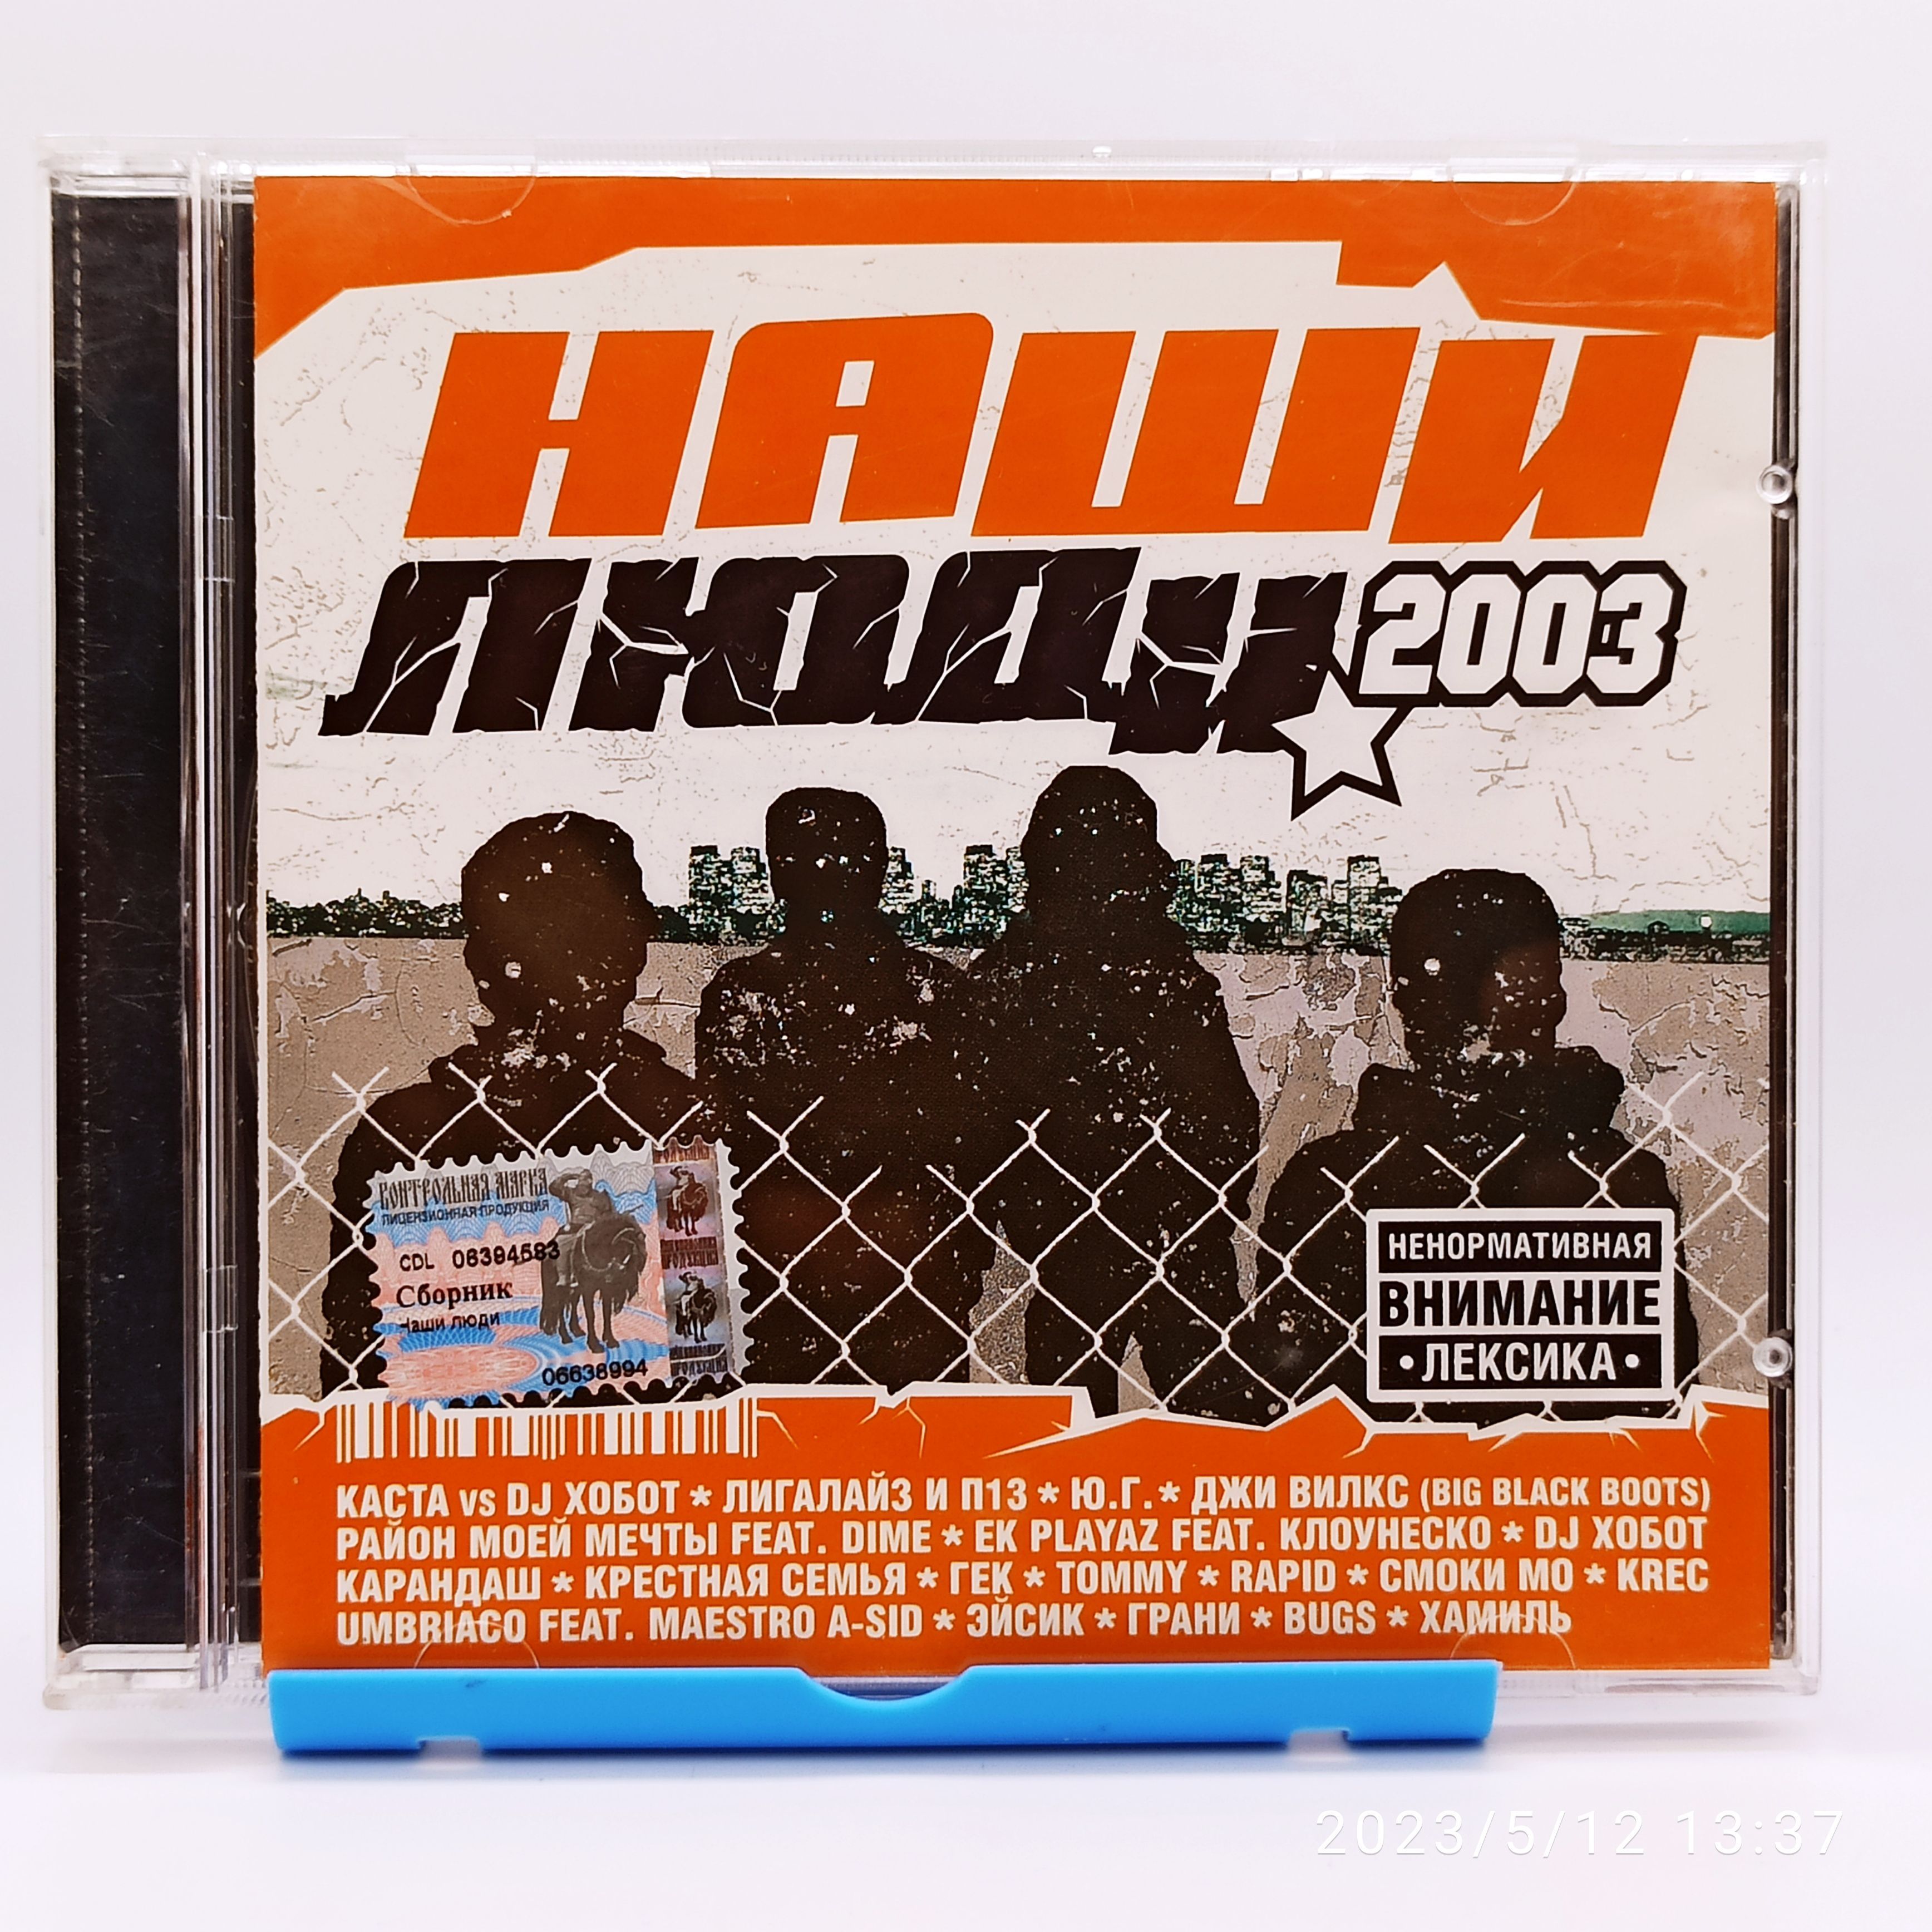 НАШИ
ЛЮДИ 2003
КОНТРОЛЬНАЯ МАРКА
ЛИЦЕНЗИОННАЯ ПРОДУКЦИЯ
CDL 06394583
Сборник
Наши люди
06638994
НЕНОРМАТИВНАЯ
ВНИМАНИЕ
•ЛЕКСИКА•
КАСТА VS DJ ХОБОТ * ЛИГАЛАЙЗ И П13 * Ю.Г. * ДЖИ ВИЛКС (BIG BLACK BOOTS)
РАЙОН МОЕЙ МЕЧТЫ FEAT. DIME * EK PLAYAZ FEAT. КЛОУНЕСКО * DJ ХОБОТ
КАРАНДАШ * КРЕСТНАЯ СЕМЬЯ * ГЕК * TOMMY * RAPID * СМОКИ МО * KREC
UMBRIACO FEAT. MAESTRO A-SID * ЭЙСИК * ГРАНИ * BUGS * ХАМИЛЬ
2023/5/12 13:37